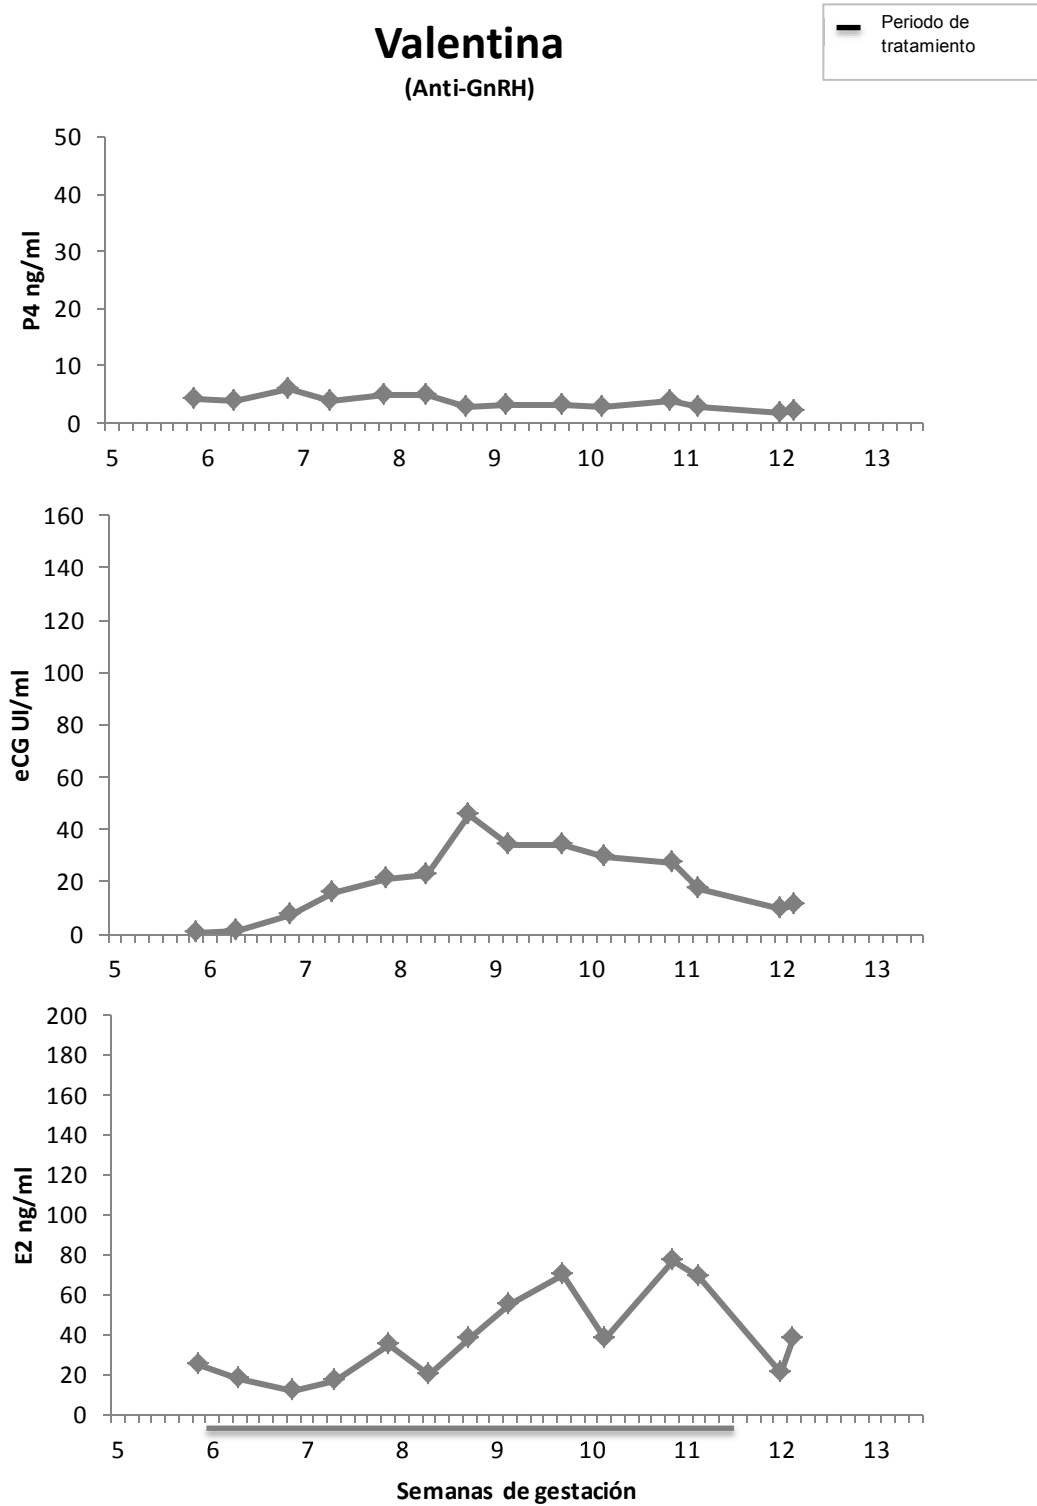 Valentina
(Anti-GnRH)
Periodo de
tratamiento
P4 ng/ml
50
40
30
20
10
0
5 6 7 8 9 10 11 12 13
eCG UI/ml
160
140
120
100
80
60
40
20
0
5 6 7 8 9 10 11 12 13
E2 ng/ml
200
180
160
140
120
100
80
60
40
20
0
5 6 7 8 9 10 11 12 13
Semanas de gestación